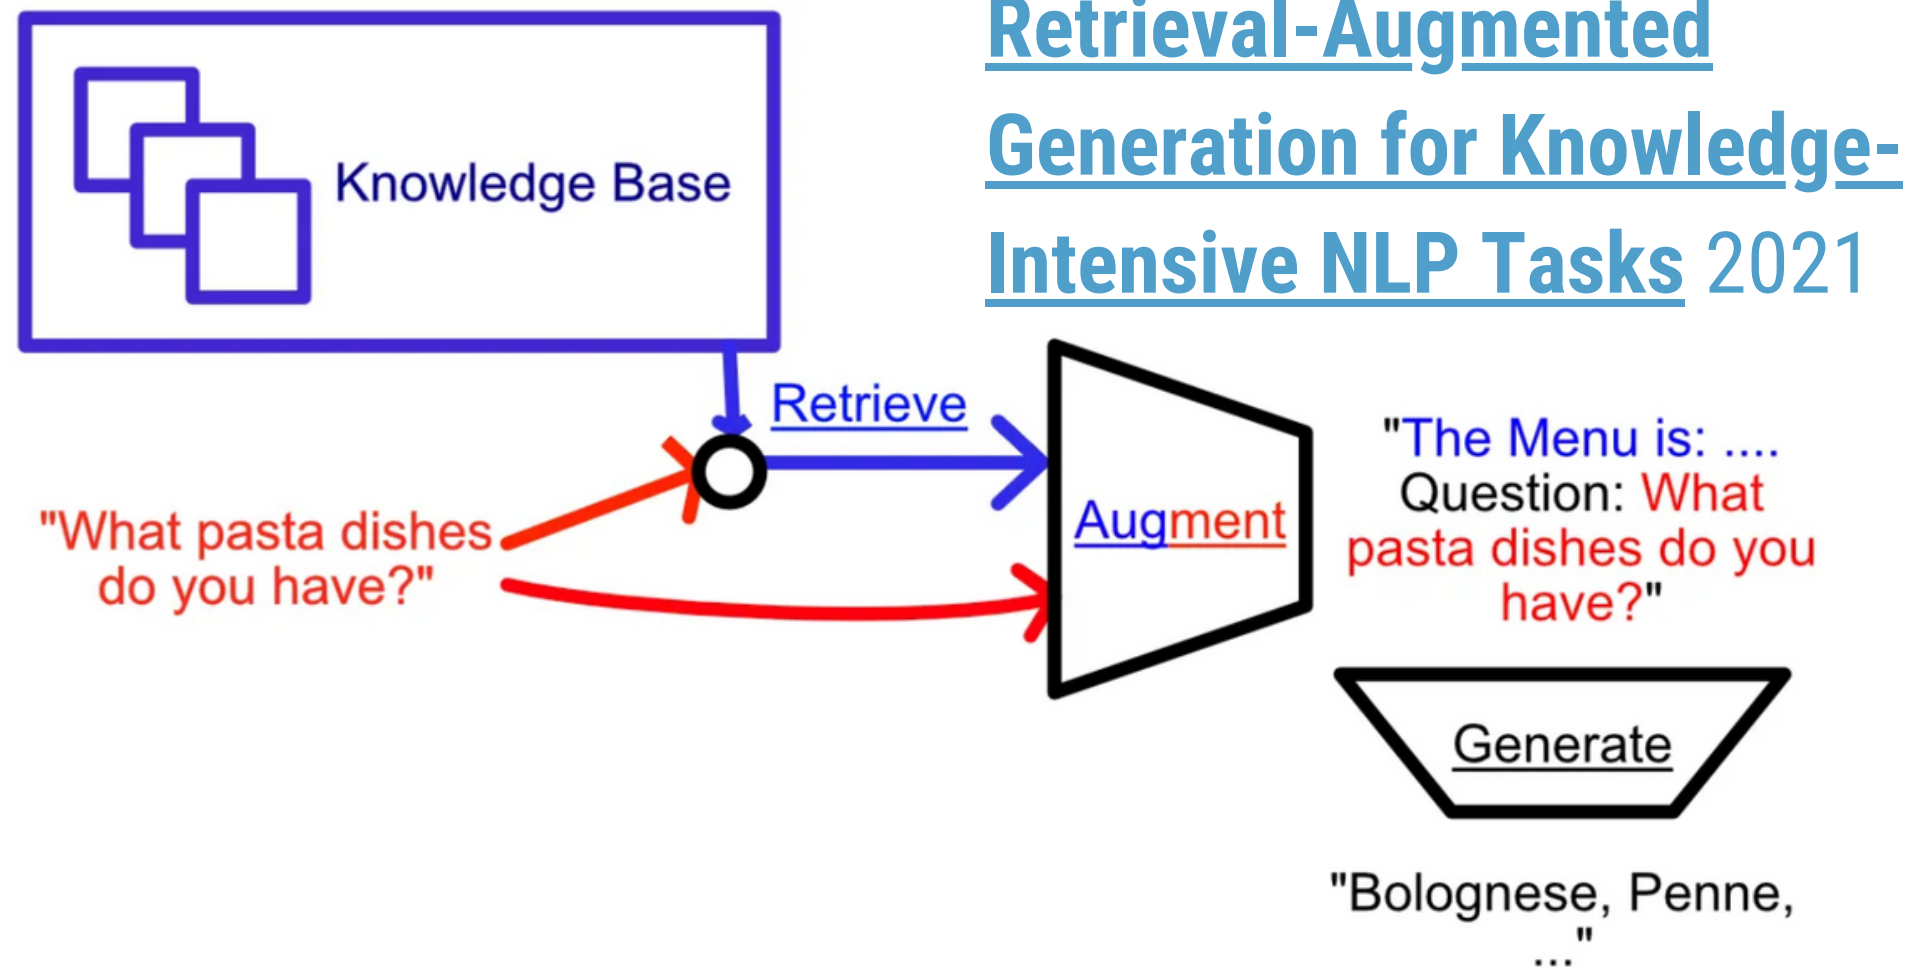 Retrieval-Augmented
Generation for Knowledge-
Intensive NLP Tasks 2021
Knowledge Base
Retrieve
"What pasta dishes
do you have?"
Augment
"The Menu is: ....
Question: What
pasta dishes do you
have?"
Generate
"Bolognese, Penne,
..."